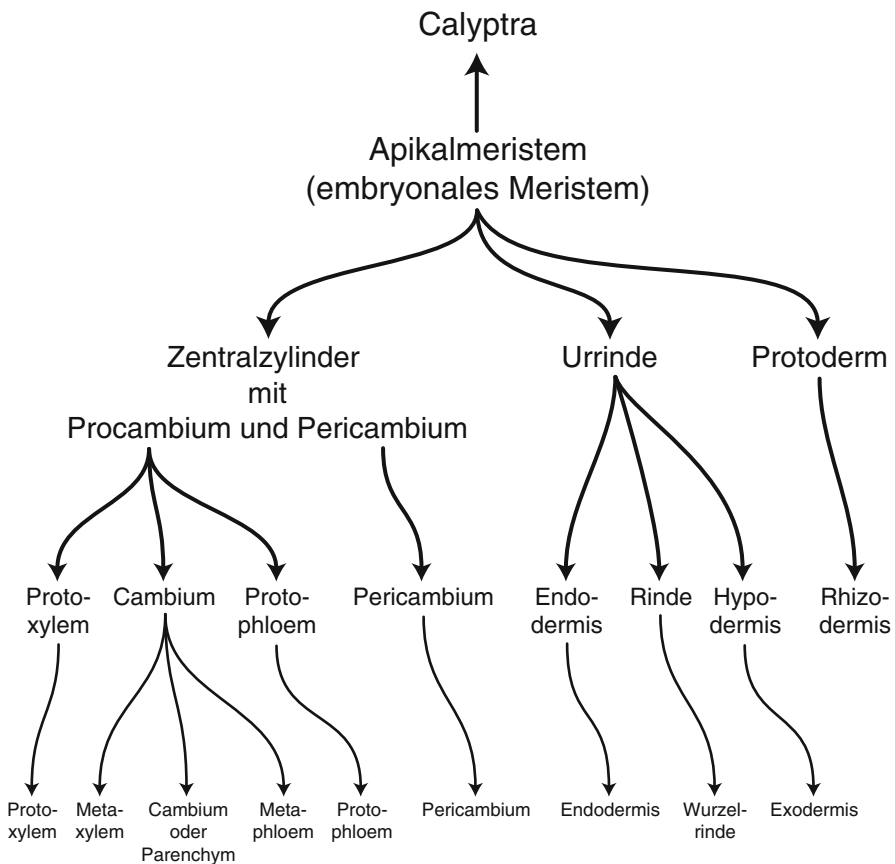 Calyptra
Apikalmeristem
(embryonales Meristem)
Zentralzylinder
mit
Procambium und Pericambium
Urrinde
Protoderm
Proto-
xylem
Cambium
Proto-
phloem
Pericambium
Endo-
dermis
Rinde
Hypo-
dermis
Rhizo-
dermis
Proto-
xylem
Meta-
xylem
Cambium
oder
Parenchym
Meta-
phloem
Proto-
phloem
Pericambium
Endodermis
Wurzel-
rinde
Exodermis